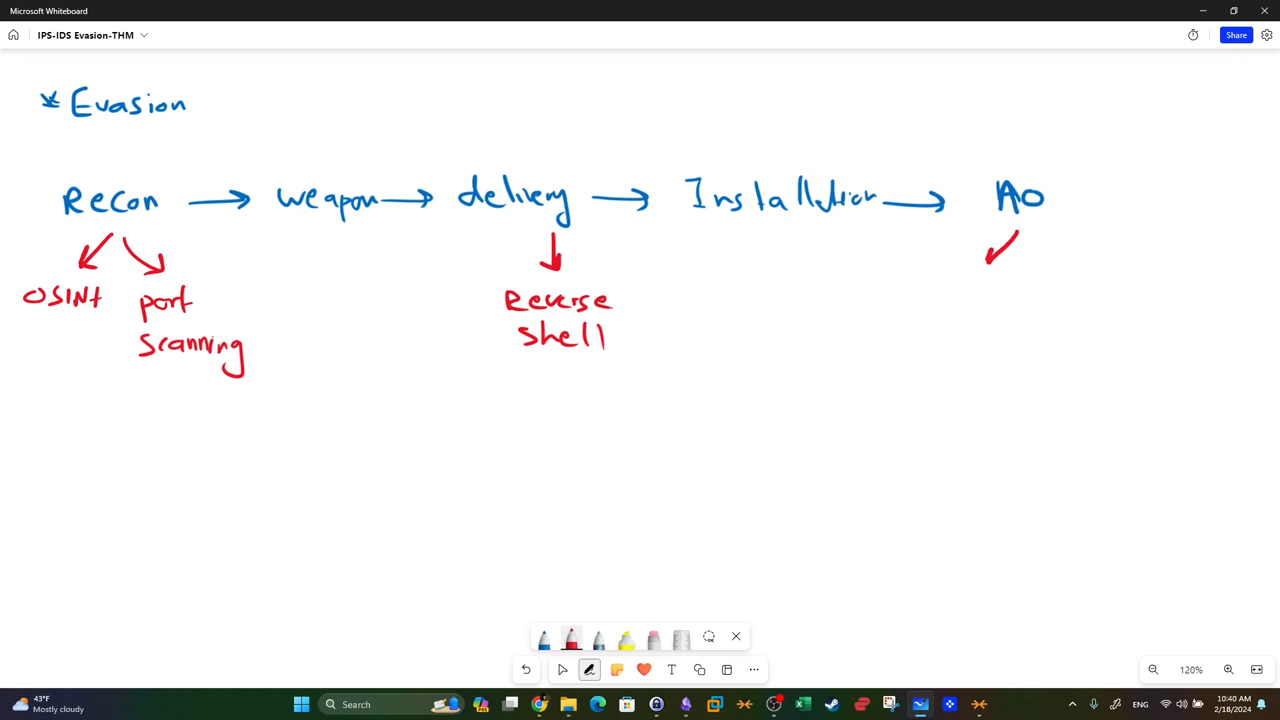 Microsoft Whiteboard
IPS-IDS Evasion-THM
Share
* Evasion
Recon → weapon → delivery → Installation → AO
OSINt
port
scanning
Reverse
shell
120%
43°F
Mostly cloudy
Search
ENG
10:40 AM
2/18/2024